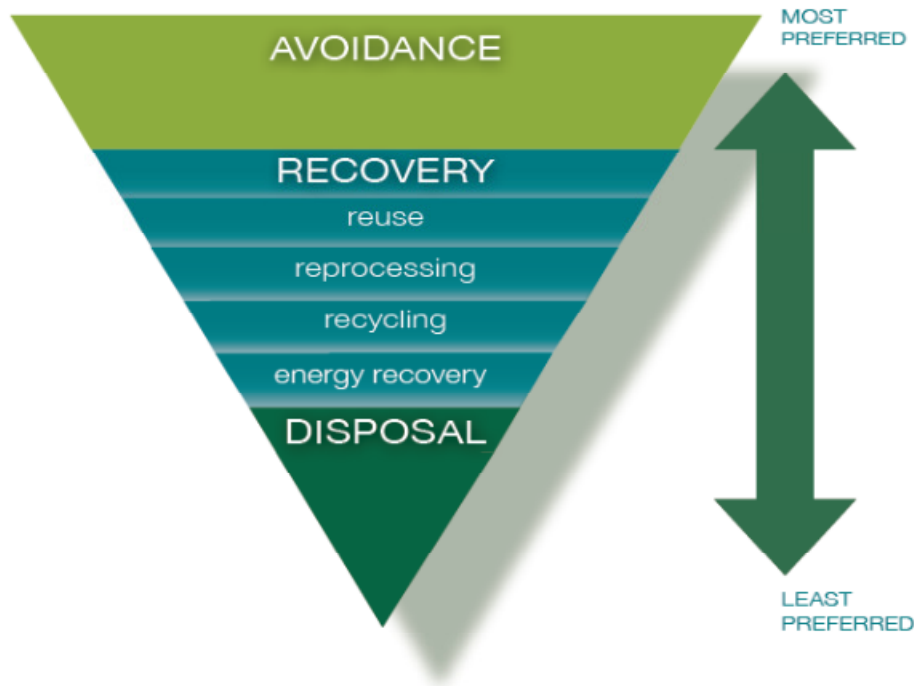 AVOIDANCE
MOST
PREFERRED
RECOVERY
reuse
reprocessing
recycling
energy recovery
DISPOSAL
LEAST
PREFERRED